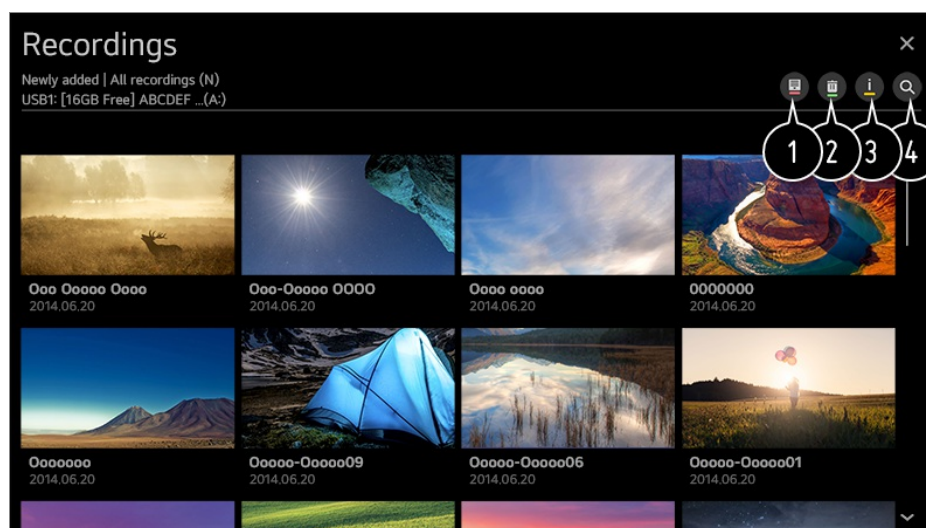 Recordings
Newly added | All recordings (N)
USB1: [16GB Free] ABCDEF ...(A:)
1 2 3 4
Ooo Ooooo Oooo
2014.06.20
Ooo-Ooooo OOOO
2014.06.20
Oooo oooo
2014.06.20
OOOOOOO
2014.06.20
Ooooooo
2014.06.20
Ooooo-Ooooo09
2014.06.20
Ooooo-Ooooo06
2014.06.20
Ooooo-Ooooo01
2014.06.20